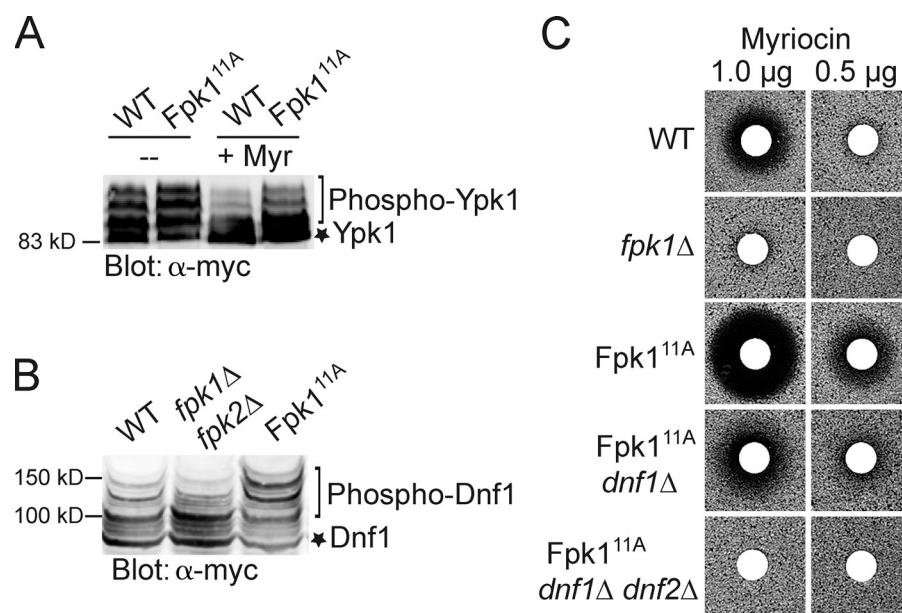 A
WT
Fpk1^11A
WT
Fpk1^11A
--
+ Myr
Phospho-Ypk1
83 kD
★Ypk1
Blot: α-myc
B
WT
fpk1Δ
fpk2Δ
Fpk1^11A
150 kD
Phospho-Dnf1
100 kD
★Dnf1
Blot: α-myc
C
Myriocin
1.0 µg 0.5 µg
WT
fpk1Δ
Fpk1^11A
Fpk1^11A
dnf1Δ
Fpk1^11A
dnf1Δ dnf2Δ